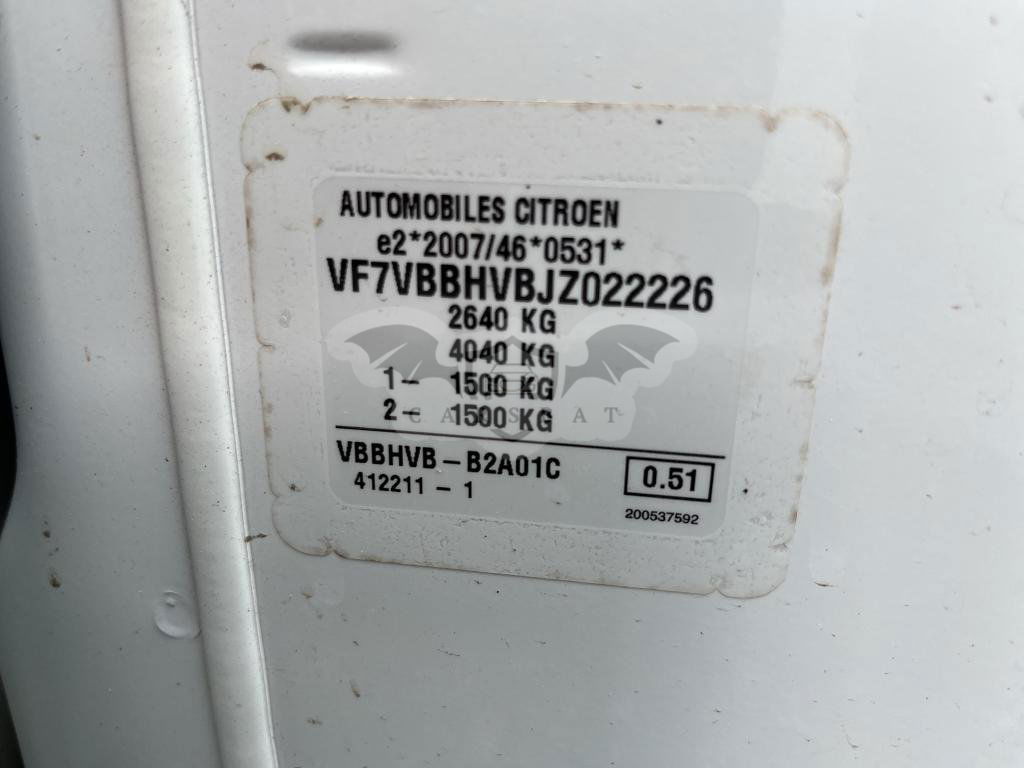 AUTOMOBILES CITROEN
e2*2007/46*0531*
VF7VBBHVBJZ022226
2640 KG
4040 KG
1- 1500 KG
2- 1500 KG
VBBHVB-B2A01C
0.51
412211-1
200537592